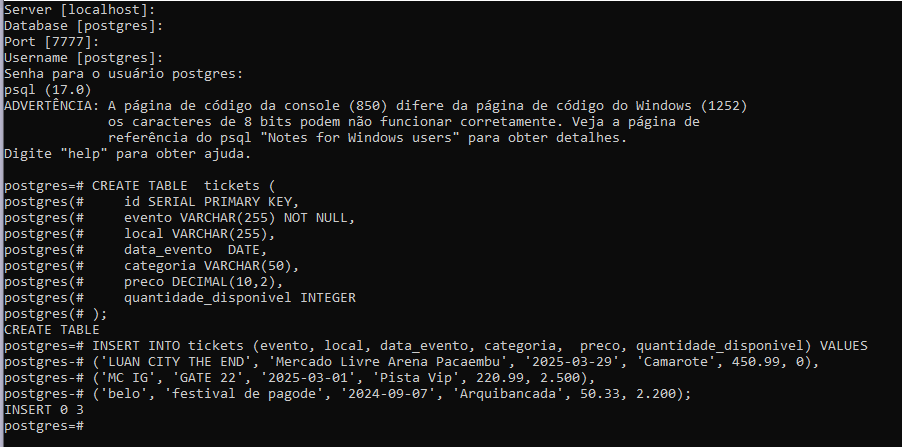 Server [localhost]:
Database [postgres]:
Port [7777]:
Username [postgres]:
Senha para o usuário postgres:
psql (17.0)
ADVERTÊNCIA: A página de código da console (850) difere da página de código do Windows (1252)
             os caracteres de 8 bits podem não funcionar corretamente. Veja a página de
             referência do psql "Notes for Windows users" para obter detalhes.
Digite "help" para obter ajuda.

postgres=# CREATE TABLE  tickets (
postgres(#     id SERIAL PRIMARY KEY,
postgres(#     evento VARCHAR(255) NOT NULL,
postgres(#     local VARCHAR(255),
postgres(#     data_evento  DATE,
postgres(#     categoria VARCHAR(50),
postgres(#     preco DECIMAL(10,2),
postgres(#     quantidade_disponivel INTEGER
postgres(# );
CREATE TABLE
postgres=# INSERT INTO tickets (evento, local, data_evento, categoria,  preco, quantidade_disponivel) VALUES
postgres-# ('LUAN CITY THE END', 'Mercado Livre Arena Pacaembu', '2025-03-29', 'Camarote', 450.99, 0),
postgres-# ('MC IG', 'GATE 22', '2025-03-01', 'Pista Vip', 220.99, 2.500),
postgres-# ('belo', 'festival de pagode', '2024-09-07', 'Arquibancada', 50.33, 2.200);
INSERT 0 3
postgres=#